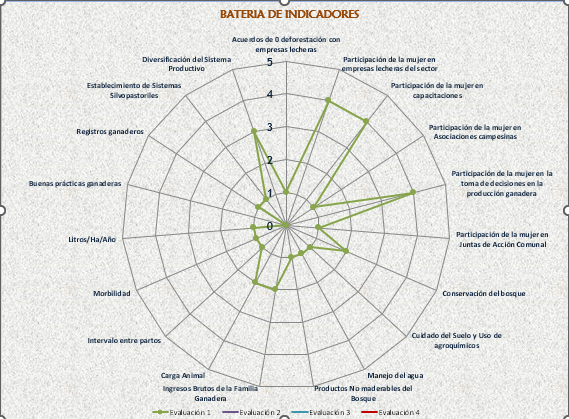 BATERIA DE INDICADORES
Acuerdos de 0 deforestación con
empresas lecheras
Participación de la mujer en
empresas lecheras del sector
Participación de la mujer en
capacitaciones
Participación de la mujer en
Asociaciones campesinas
Participación de la mujer en la
toma de decisiones en la
producción ganadera
Participación de la mujer en
Juntas de Acción Comunal
Conservación del bosque
Cuidado del Suelo y Uso de
agroquímicos
Manejo del agua
Productos No maderables del
Bosque
Ingresos Brutos de la Familia
Ganadera
Carga Animal
Intervalo entre partos
Morbilidad
Litros/Ha/Año
Buenas prácticas ganaderas
Registros ganaderos
Establecimiento de Sistemas
Silvopastoriles
Diversificación del Sistema
Productivo
5
4
3
2
1
0
Evaluación 1
Evaluación 2
Evaluación 3
Evaluación 4